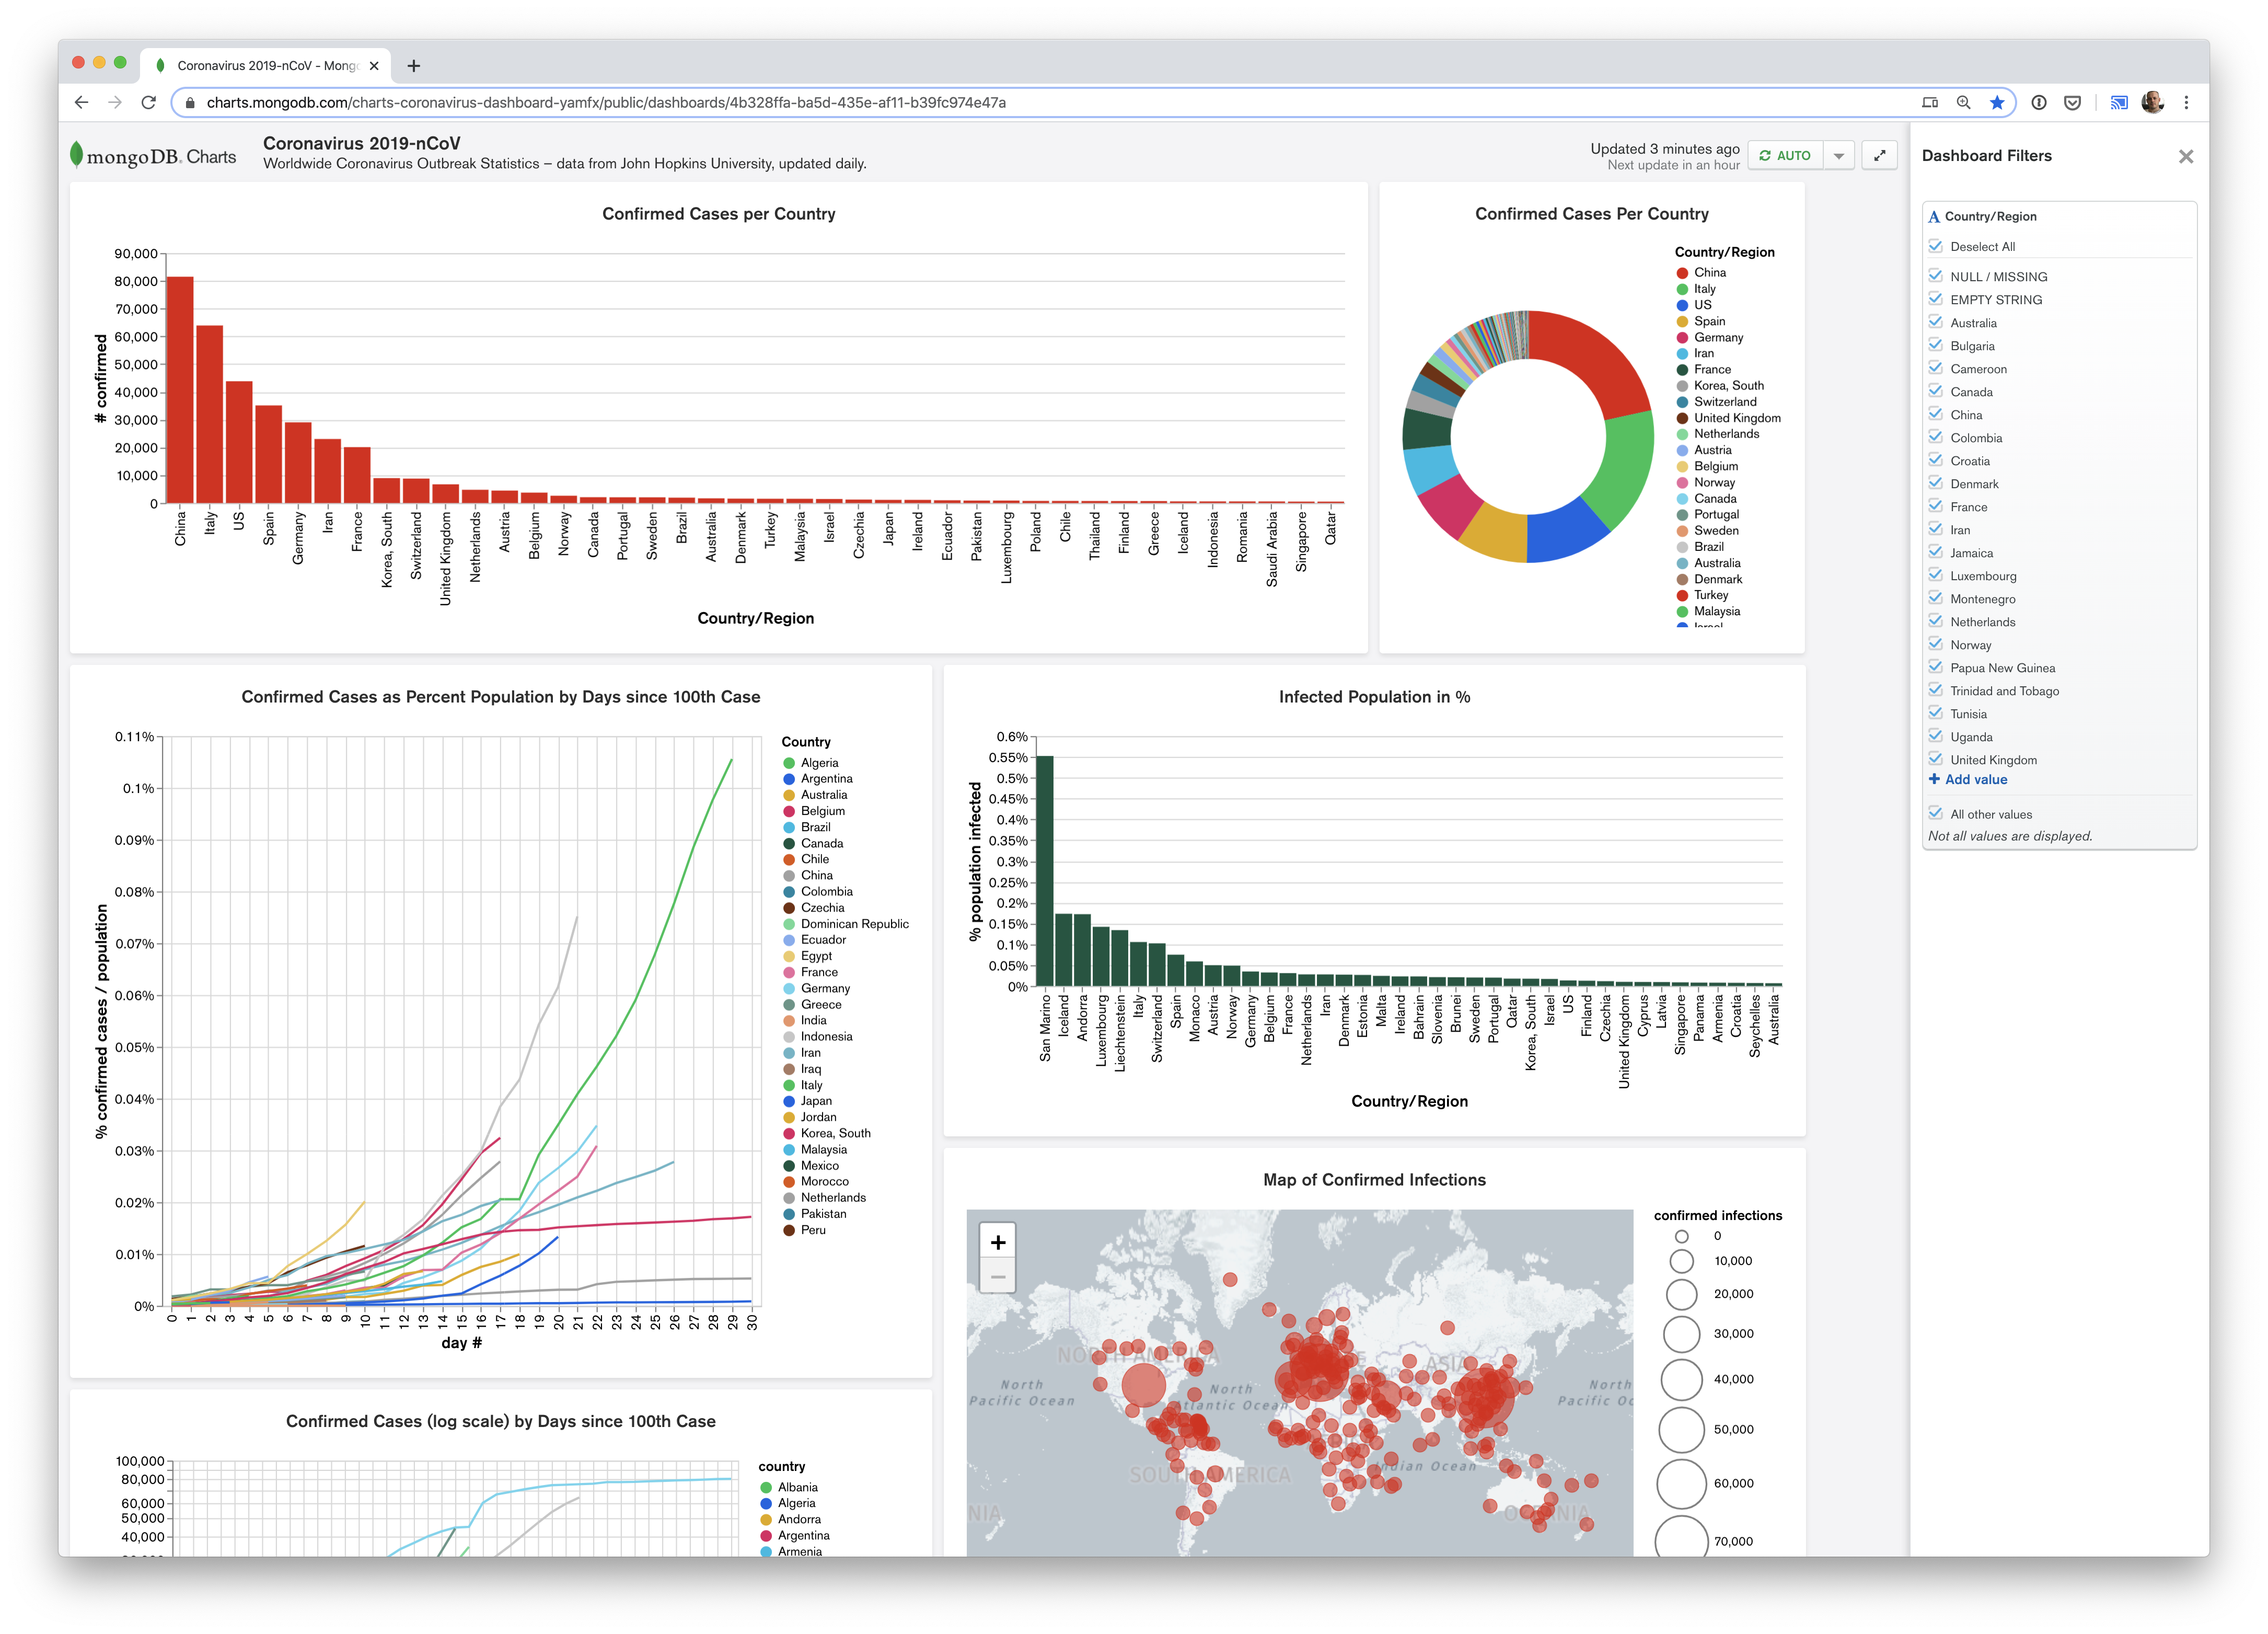 Coronavirus 2019-nCoV - Mong
charts.mongodb.com/charts-coronavirus-dashboard-yamfx/public/dashboards/4b328ffa-ba5d-435e-af11-b39fc974e47a
mongoDB. Charts
Coronavirus 2019-nCoV
Worldwide Coronavirus Outbreak Statistics – data from John Hopkins University, updated daily.
Updated 3 minutes ago
Next update in an hour
AUTO
Confirmed Cases per Country
# confirmed
90,000
80,000
70,000
60,000
50,000
40,000
30,000
20,000
10,000
0
China
Italy
US
Spain
Germany
Iran
France
Korea, South
Switzerland
United Kingdom
Netherlands
Austria
Belgium
Norway
Canada
Portugal
Sweden
Brazil
Australia
Denmark
Turkey
Malaysia
Israel
Czechia
Japan
Ireland
Ecuador
Pakistan
Luxembourg
Poland
Chile
Thailand
Finland
Greece
Iceland
Indonesia
Romania
Saudi Arabia
Singapore
Qatar
Country/Region
Confirmed Cases Per Country
Country/Region
China
Italy
US
Spain
Germany
Iran
France
Korea, South
Switzerland
United Kingdom
Netherlands
Austria
Belgium
Norway
Canada
Portugal
Sweden
Brazil
Australia
Denmark
Turkey
Malaysia
Israel
Confirmed Cases as Percent Population by Days since 100th Case
% confirmed cases / population
0.11%
0.1%
0.09%
0.08%
0.07%
0.06%
0.05%
0.04%
0.03%
0.02%
0.01%
0%
0
1
2
3
4
5
6
7
8
9
10
11
12
13
14
15
16
17
18
19
20
21
22
23
24
25
26
27
28
29
30
day #
Country
Algeria
Argentina
Australia
Belgium
Brazil
Canada
Chile
China
Colombia
Czechia
Dominican Republic
Ecuador
Egypt
France
Germany
Greece
India
Indonesia
Iran
Iraq
Italy
Japan
Jordan
Korea, South
Malaysia
Mexico
Morocco
Netherlands
Pakistan
Peru
Infected Population in %
% population infected
0.6%
0.55%
0.5%
0.45%
0.4%
0.35%
0.3%
0.25%
0.2%
0.15%
0.1%
0.05%
0%
San Marino
Iceland
Andorra
Luxembourg
Liechtenstein
Italy
Switzerland
Spain
Monaco
Austria
Norway
Germany
Belgium
France
Netherlands
Iran
Denmark
Estonia
Malta
Ireland
Bahrain
Slovenia
Brunei
Sweden
Portugal
Qatar
Korea, South
Israel
US
Finland
Czechia
United Kingdom
Cyprus
Latvia
Singapore
Panama
Armenia
Croatia
Seychelles
Australia
Country/Region
Map of Confirmed Infections
+
−
NORTH AMERICA
ASIA
North
Pacific Ocean
North
Atlantic Ocean
North
Pacific Oc
SOUTH AMERICA
Indian Ocean
NIA
OCEANIA
confirmed infections
0
10,000
20,000
30,000
40,000
50,000
60,000
70,000
Confirmed Cases (log scale) by Days since 100th Case
100,000
80,000
60,000
50,000
40,000
country
Albania
Algeria
Andorra
Argentina
Armenia
Dashboard Filters
A Country/Region
Deselect All
NULL / MISSING
EMPTY STRING
Australia
Bulgaria
Cameroon
Canada
China
Colombia
Croatia
Denmark
France
Iran
Jamaica
Luxembourg
Montenegro
Netherlands
Norway
Papua New Guinea
Trinidad and Tobago
Tunisia
Uganda
United Kingdom
+ Add value
All other values
Not all values are displayed.